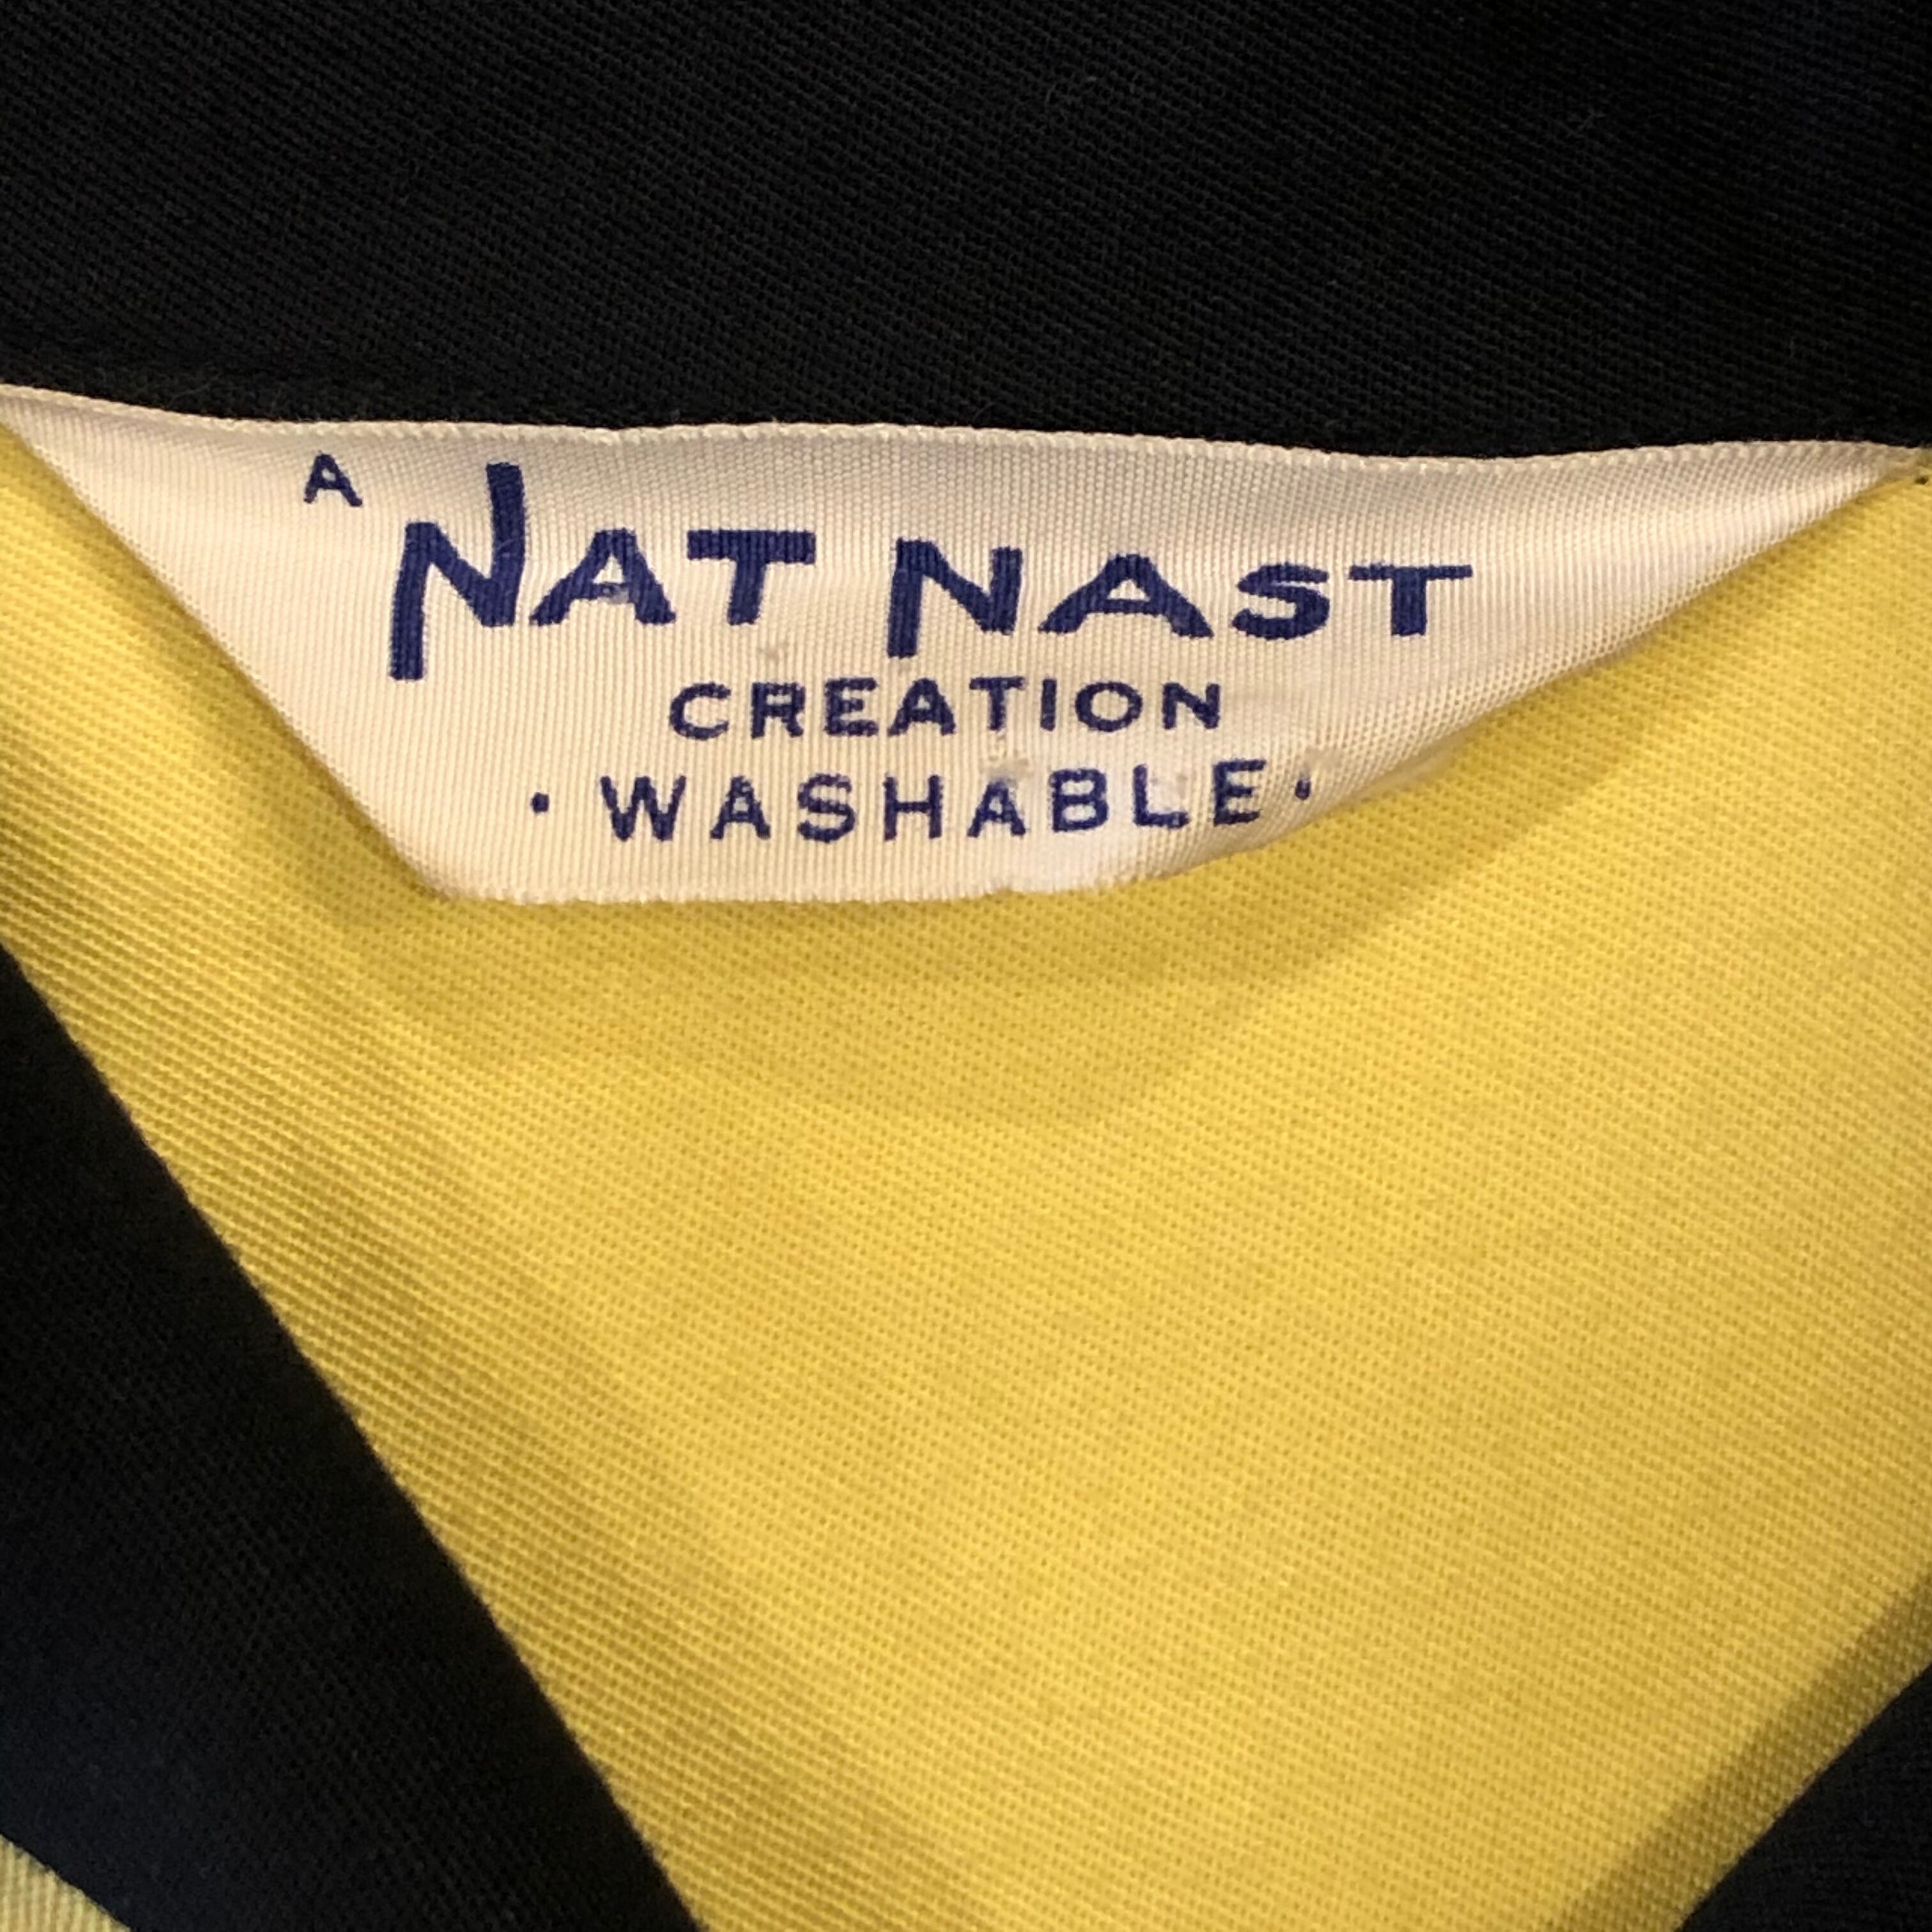 A
NAT NAST
CREATION
· WASHABLE ·